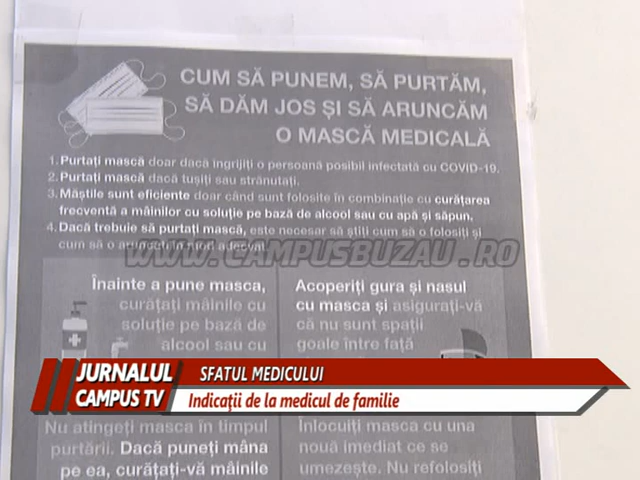 CUM SĂ PUNEM, SĂ PURTĂM,
SĂ DĂM JOS ȘI SĂ ARUNCĂM
O MASCĂ MEDICALĂ
1. Purtați mască doar dacă îngrijiți o persoană posibil infectată cu COVID-19.
2. Purtați mască dacă tușiți sau strănutați.
3. Măștile sunt eficiente doar când sunt folosite în combinație cu curățarea
frecventă a mâinilor cu soluție pe bază de alcool sau cu apă și săpun.
4. Dacă trebuie să purtați mască, este necesar să știți cum să o folosiți și
cum să o aruncați în mod adecvat.
WWW.CAMPUSBUZAU.RO
Înainte a pune masca,
curățați mâinile cu
soluție pe bază de
alcool sau cu
Acoperiți gura și nasul
cu masca și asigurați-vă
că nu sunt spații
goale între față
JURNALUL
CAMPUS TV
SFATUL MEDICULUI
Indicații de la medicul de familie
Nu atingeți masca în timpul
purtării. Dacă puneți mâna
pe ea, curățați-vă mâinile
Înlocuiți masca cu una
nouă imediat ce se
umezește. Nu refolosiți